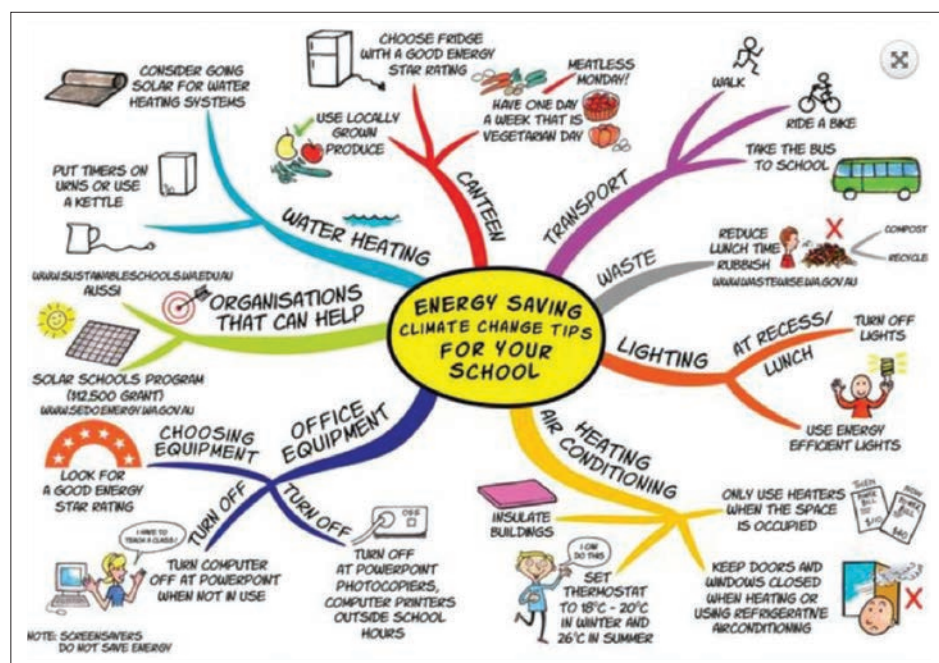 ENERGY SAVING
CLIMATE CHANGE TIPS
FOR YOUR
SCHOOL
CANTEEN
CHOOSE FRIDGE
WITH A GOOD ENERGY
STAR RATING
USE LOCALLY
GROWN
PRODUCE
MEATLESS
MONDAY!
HAVE ONE DAY
A WEEK THAT IS
VEGETARIAN DAY
TRANSPORT
WALK
RIDE A BIKE
TAKE THE BUS
TO SCHOOL
WASTE
REDUCE
LUNCH TIME
RUBBISH
WWW.WASTEWISE.WA.GOV.AU
COMPOST
RECYCLE
LIGHTING
AT RECESS/
LUNCH
TURN OFF
LIGHTS
USE ENERGY
EFFICIENT LIGHTS
HEATING
AIR CONDITIONING
ONLY USE HEATERS
WHEN THE SPACE
IS OCCUPIED
THEN
POWER
BILL
$110
NOW
POWER
BILL
$40
KEEP DOORS AND
WINDOWS CLOSED
WHEN HEATING OR
USING REFRIGERATIVE
AIRCONDITIONING
INSULATE
BUILDINGS
I CAN
DO THIS
SET
THERMOSTAT
TO 18°C - 20°C
IN WINTER AND
26°C IN SUMMER
OFFICE
EQUIPMENT
CHOOSING
EQUIPMENT
LOOK FOR
A GOOD ENERGY
STAR RATING
TURN OFF
I HAVE TO
TEACH A CLASS!
TURN COMPUTER
OFF AT POWERPOINT
WHEN NOT IN USE
NOTE: SCREENSAVERS
DO NOT SAVE ENERGY
TURN OFF
TURN OFF
AT POWERPOINT
PHOTOCOPIERS,
COMPUTER PRINTERS
OUTSIDE SCHOOL
HOURS
ORGANISATIONS
THAT CAN HELP
WWW.SUSTAINABLESCHOOLS.WA.EDU.AU
AUSSI
SOLAR SCHOOLS PROGRAM
($12,500 GRANT)
WWW.SEDO.ENERGY.WA.GOV.AU
WATER HEATING
CONSIDER GOING
SOLAR FOR WATER
HEATING SYSTEMS
PUT TIMERS ON
URNS OR USE
A KETTLE